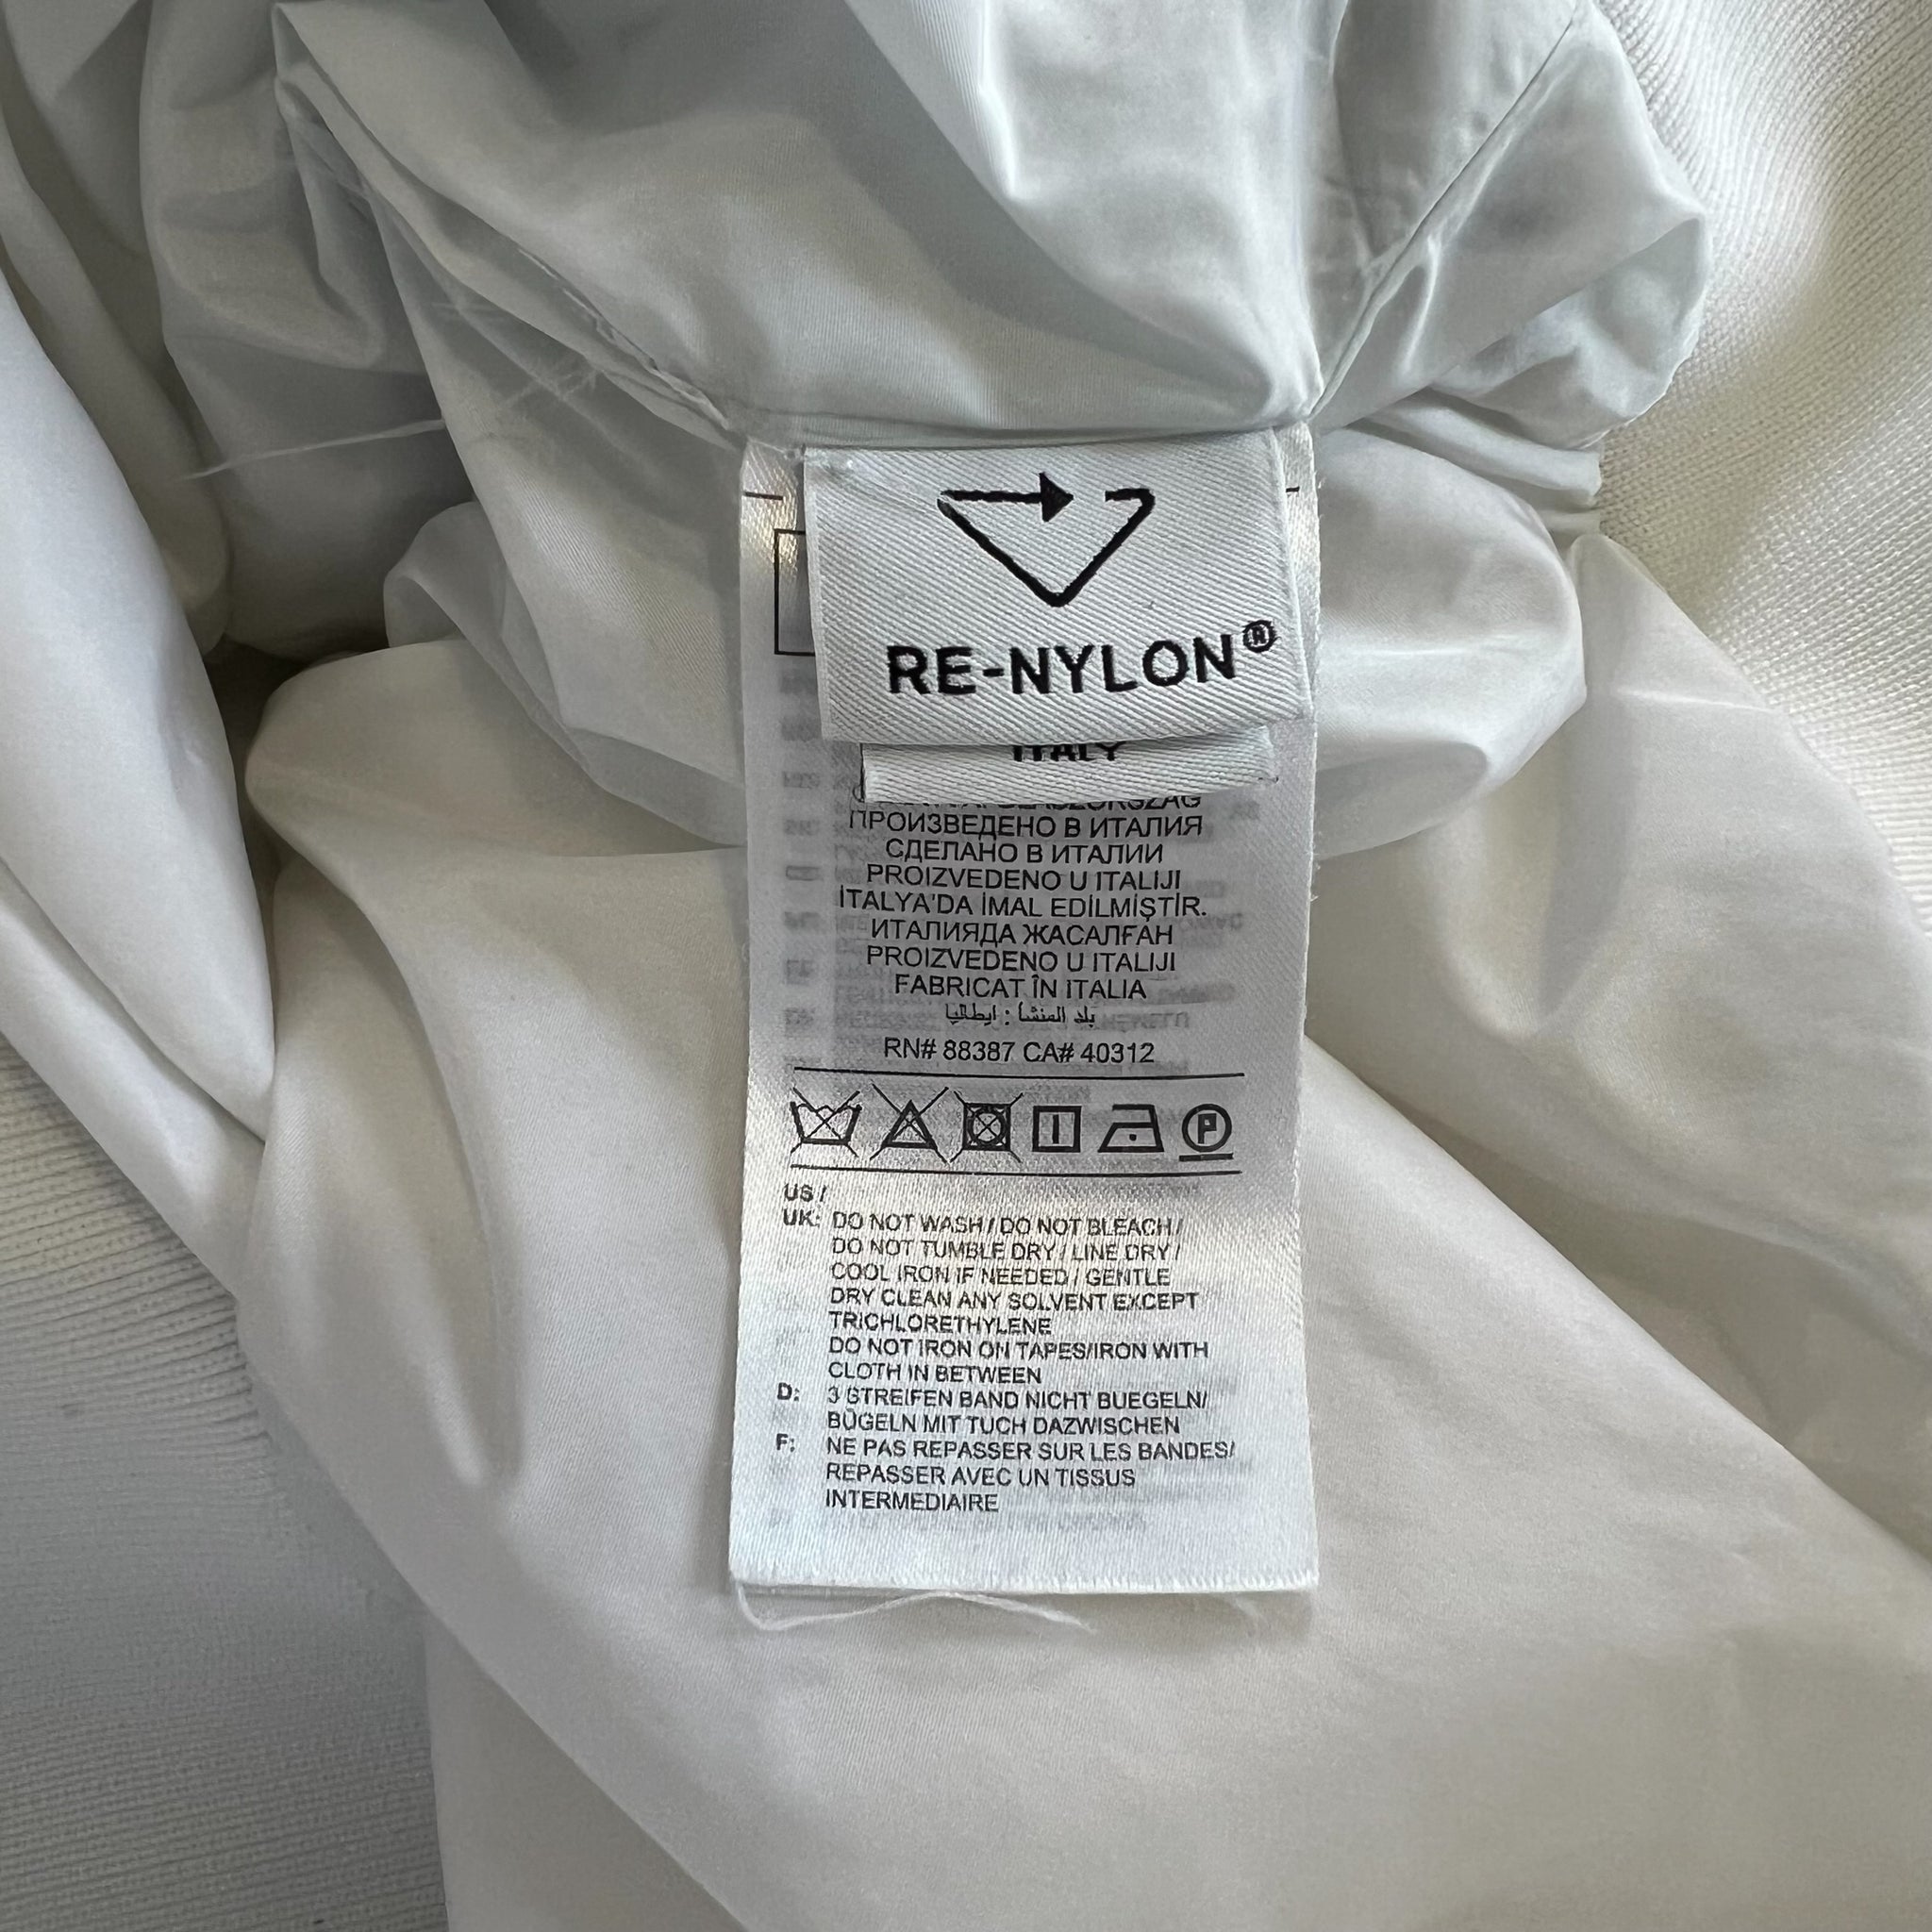 RE-NYLON®
ITALY
ПРОИЗВЕДЕНО В ИТАЛИЯ
СДЕЛАНО В ИТАЛИИ
PROIZVEDENO U ITALIJI
İTALYA'DA İMAL EDİLMİŞTİR.
ИТАЛИЯДА ЖАСАЛҒАН
PROIZVEDENO U ITALIJI
FABRICAT ÎN ITALIA
بلد المنشأ : ايطاليا
RN# 88387 CA# 40312
P
US /
UK: DO NOT WASH / DO NOT BLEACH /
DO NOT TUMBLE DRY / LINE DRY /
COOL IRON IF NEEDED / GENTLE
DRY CLEAN ANY SOLVENT EXCEPT
TRICHLORETHYLENE
DO NOT IRON ON TAPES/IRON WITH
CLOTH IN BETWEEN
D: 3 STREIFEN BAND NICHT BUEGELN/
BÜGELN MIT TUCH DAZWISCHEN
F: NE PAS REPASSER SUR LES BANDES/
REPASSER AVEC UN TISSUS
INTERMEDIAIRE